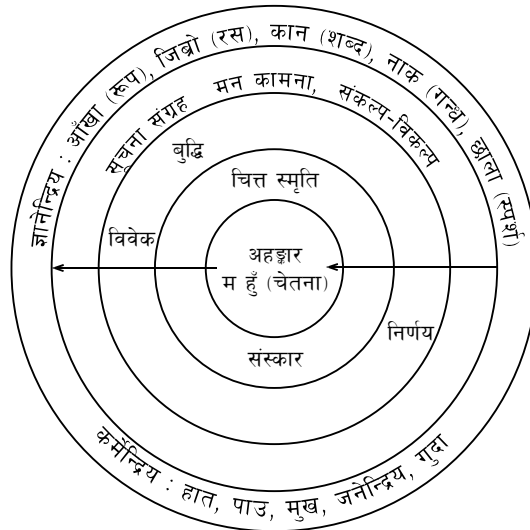 ज्ञानेन्द्रिय : आँखा (रूप), जिब्रो (रस), कान (शब्द), नाक (गन्ध), छाला (स्पर्श)
सूचना संग्रह मन कामना, संकल्प-विकल्प
बुद्धि
चित्त स्मृति
विवेक
अहङ्कार
म हुँ (चेतना)
निर्णय
संस्कार
कर्मेन्द्रिय : हात, पाउ, मुख, जनेन्द्रिय, गुदा